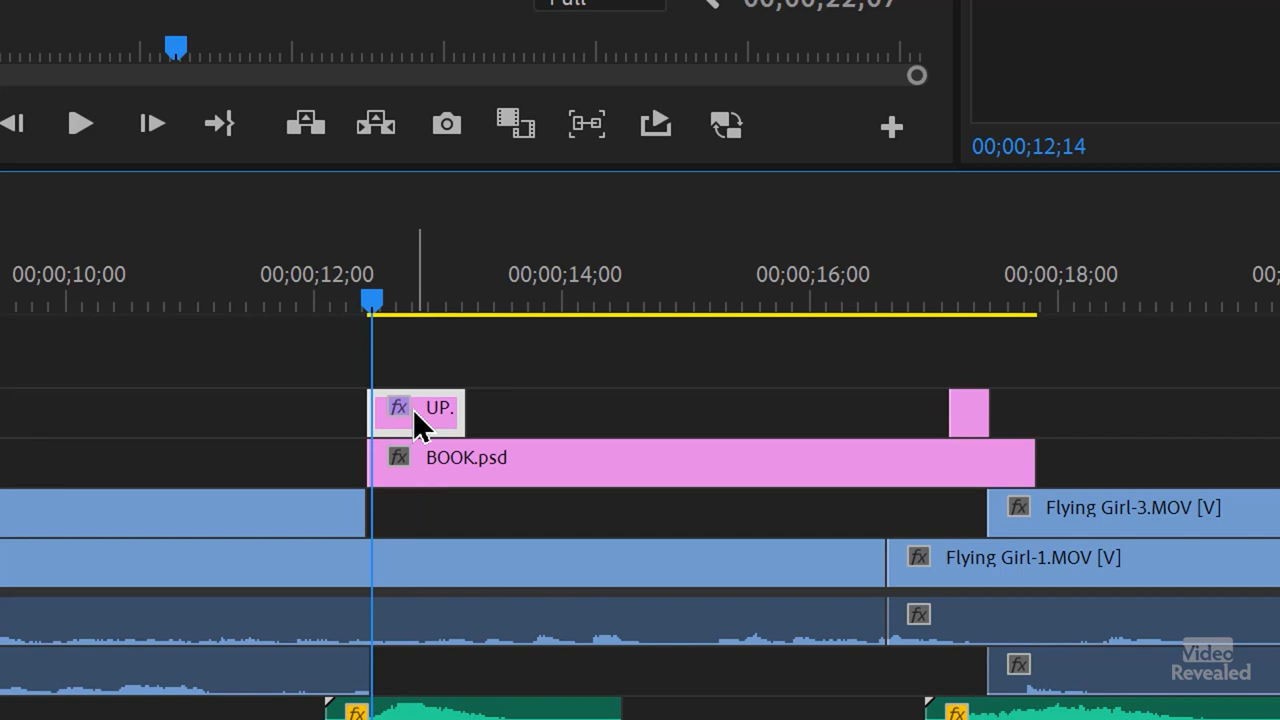 Full
00;00;22;07
00;00;12;14
00;00;10;00
00;00;12;00
00;00;14;00
00;00;16;00
00;00;18;00
00;
fx UP.
fx BOOK.psd
fx Flying Girl-3.MOV [V]
fx Flying Girl-1.MOV [V]
fx
fx
Video
Revealed
fx
fx